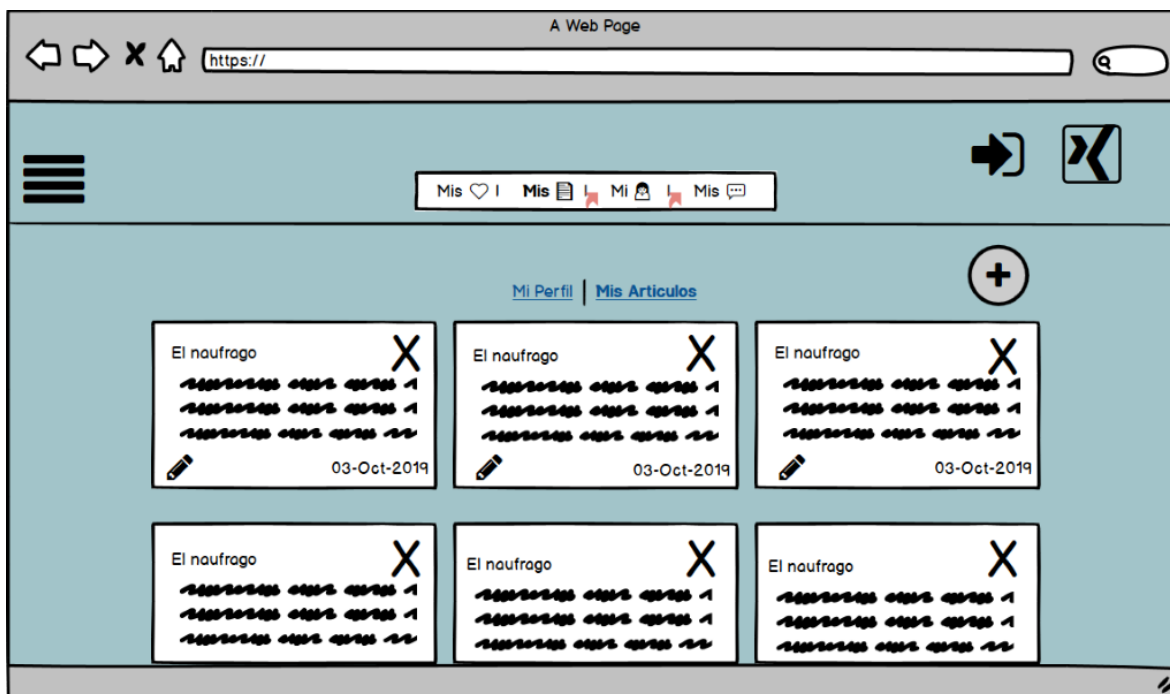 A Web Page
https://
Mis | Mis | Mi | Mis
Mi Perfil | Mis Articulos
El naufrago
03-Oct-2019
El naufrago
03-Oct-2019
El naufrago
03-Oct-2019
El naufrago
El naufrago
El naufrago